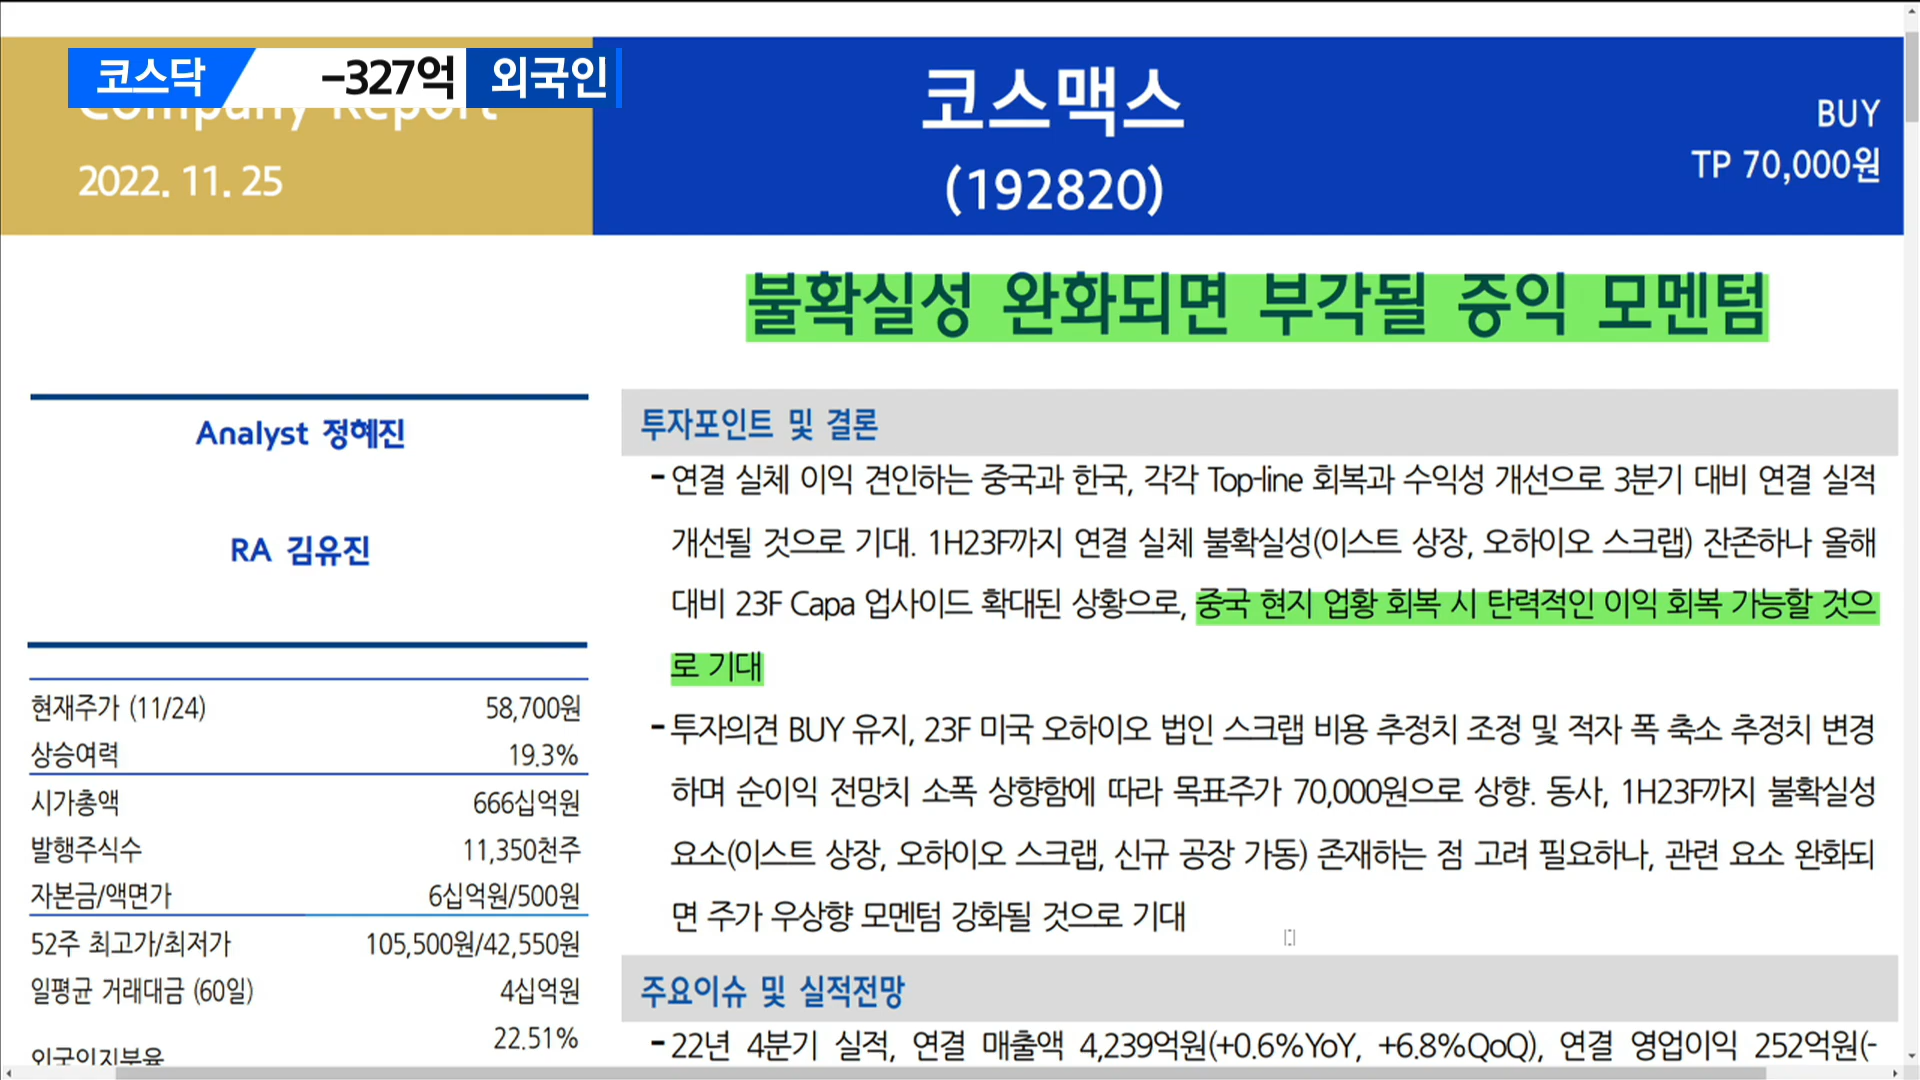 코스닥 -327억 외국인
Company Report
2022. 11. 25
코스맥스
(192820)
BUY
TP 70,000원
불확실성 완화되면 부각될 증익 모멘텀
Analyst 정혜진
RA 김유진
현재주가 (11/24) 58,700원
상승여력 19.3%
시가총액 666십억원
발행주식수 11,350천주
자본금/액면가 6십억원/500원
52주 최고가/최저가 105,500원/42,550원
일평균 거래대금 (60일) 4십억원
외국인지분율 22.51%
투자포인트 및 결론
-연결 실체 이익 견인하는 중국과 한국, 각각 Top-line 회복과 수익성 개선으로 3분기 대비 연결 실적
개선될 것으로 기대. 1H23F까지 연결 실체 불확실성(이스트 상장, 오하이오 스크랩) 잔존하나 올해
대비 23F Capa 업사이드 확대된 상황으로, 중국 현지 업황 회복 시 탄력적인 이익 회복 가능할 것으
로 기대
-투자의견 BUY 유지, 23F 미국 오하이오 법인 스크랩 비용 추정치 조정 및 적자 폭 축소 추정치 변경
하며 순이익 전망치 소폭 상향함에 따라 목표주가 70,000원으로 상향. 동사, 1H23F까지 불확실성
요소(이스트 상장, 오하이오 스크랩, 신규 공장 가동) 존재하는 점 고려 필요하나, 관련 요소 완화되
면 주가 우상향 모멘텀 강화될 것으로 기대
주요이슈 및 실적전망
-22년 4분기 실적, 연결 매출액 4,239억원(+0.6%YoY, +6.8%QoQ), 연결 영업이익 252억원(-